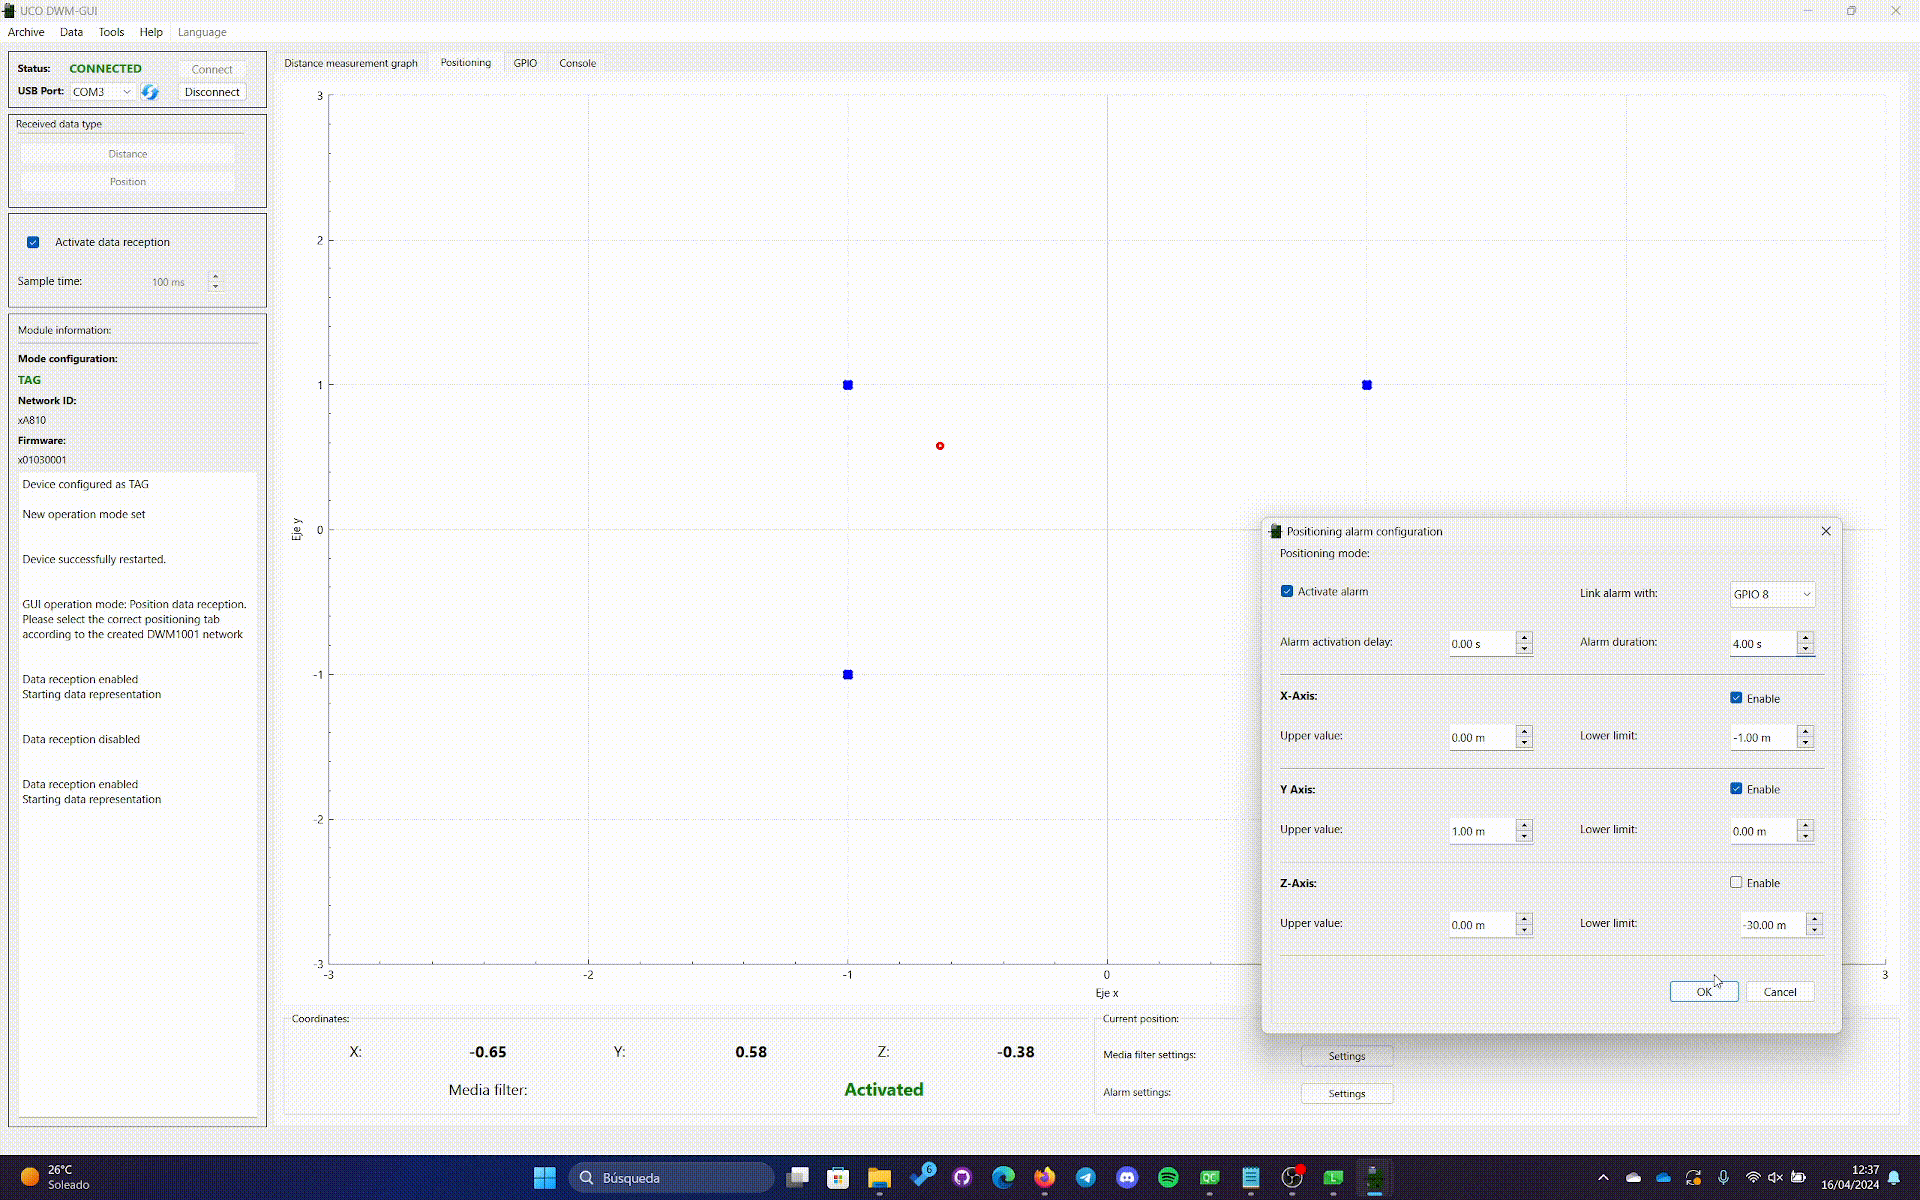 UCO DWM-GUI
Archive Data Tools Help Language
Status: CONNECTED Connect
USB Port: COM3 Disconnect
Received data type
Distance
Position
Activate data reception
Sample time: 100 ms
Module information:
Mode configuration:
TAG
Network ID:
xA810
Firmware:
x01030001
Device configured as TAG
New operation mode set
Device successfully restarted.
GUI operation mode: Position data reception.
Please select the correct positioning tab
according to the created DWM1001 network
Data reception enabled
Starting data representation
Data reception disabled
Data reception enabled
Starting data representation
Distance measurement graph Positioning GPIO Console
3
2
1
0
-1
-2
-3
Eje y
-3 -2 -1 0 3
Eje x
Positioning alarm configuration
Positioning mode:
Activate alarm Link alarm with: GPIO 8
Alarm activation delay: 0.00 s Alarm duration: 4.00 s
X-Axis: Enable
Upper value: 0.00 m Lower limit: -1.00 m
Y Axis: Enable
Upper value: 1.00 m Lower limit: 0.00 m
Z-Axis: Enable
Upper value: 0.00 m Lower limit: -30.00 m
OK Cancel
Coordinates:
X: -0.65 Y: 0.58 Z: -0.38
Media filter: Activated
Current position:
Media filter settings: Settings
Alarm settings: Settings
26°C
Soleado
Búsqueda
6
QC
L
12:37
16/04/2024